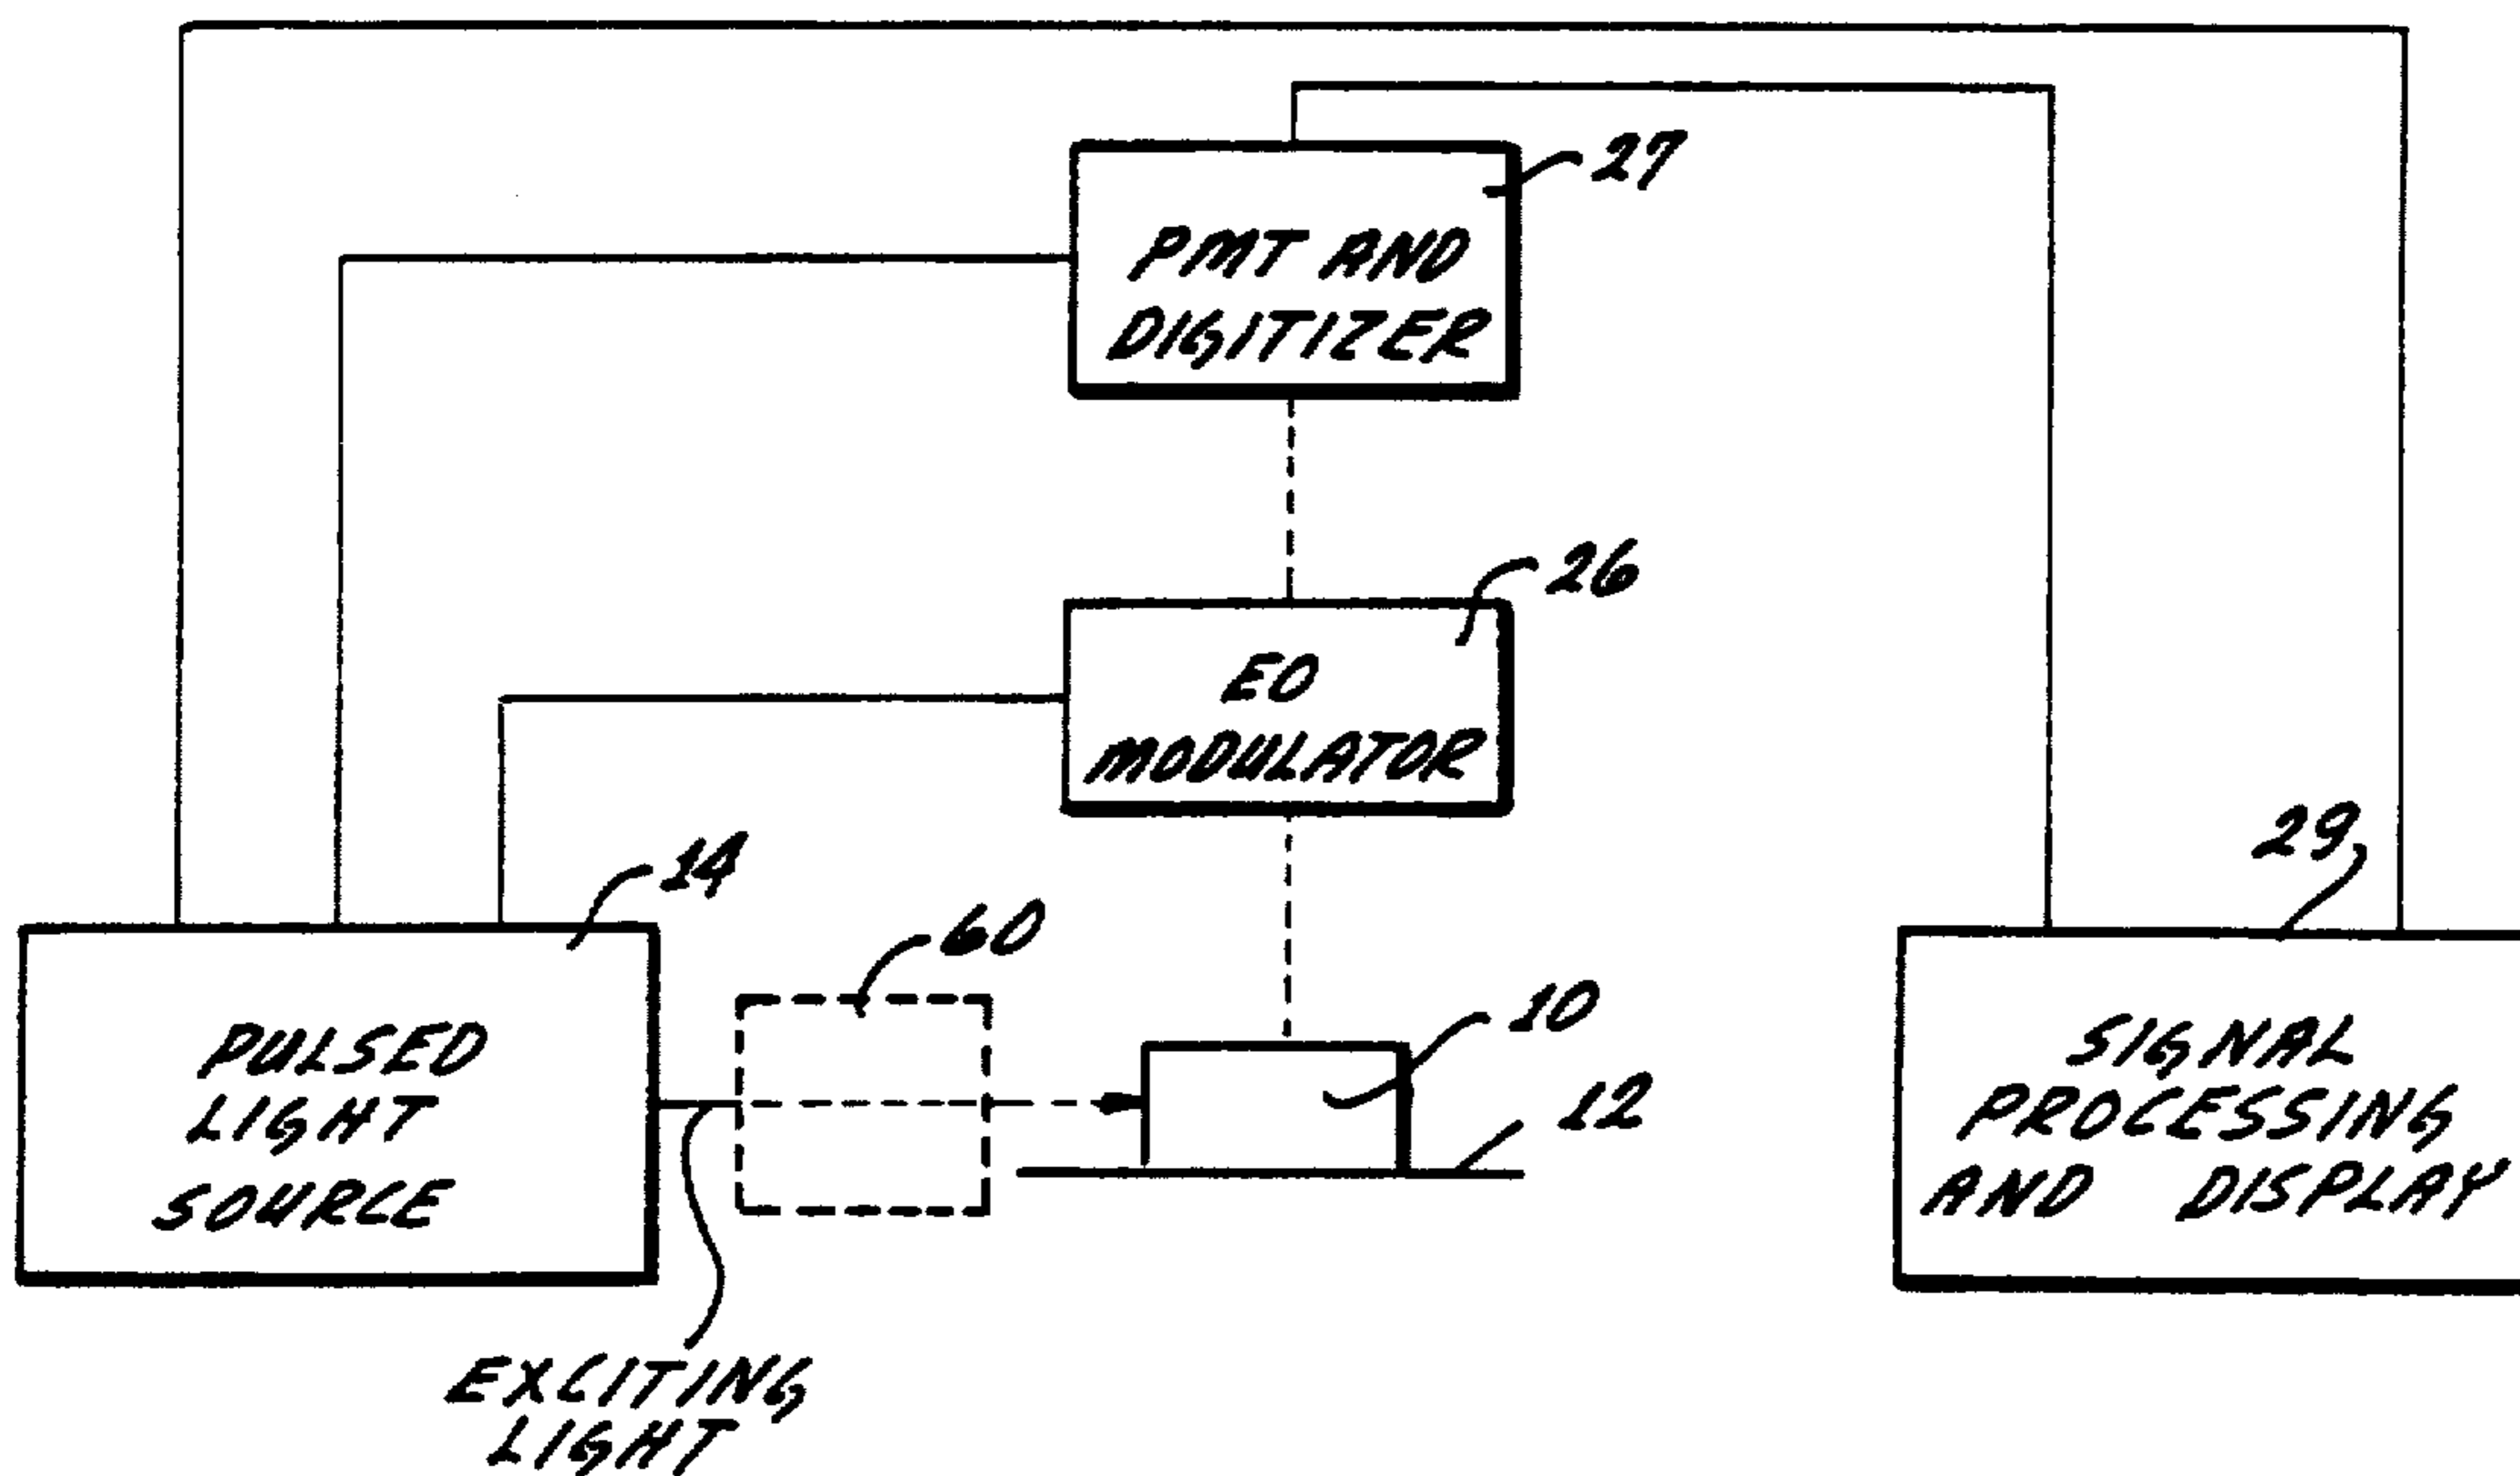 27
PMT AND
DIGITIZER
26
EO
MODULATOR
14
60
29
10
12
PULSED
LIGHT
SOURCE
SIGNAL
PROCESSING
AND DISPLAY
EXCITING
LIGHT